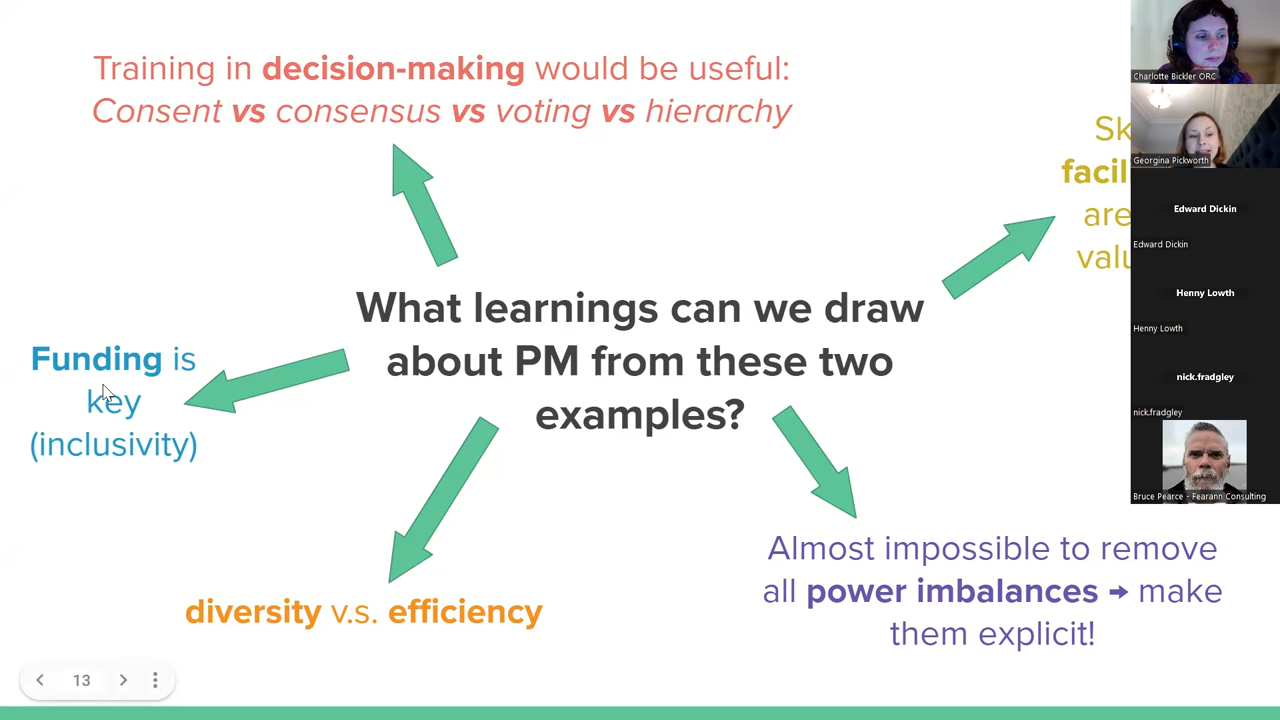 Training in decision-making would be useful:
Consent vs consensus vs voting vs hierarchy
What learnings can we draw
about PM from these two
examples?
Funding is
key
(inclusivity)
diversity v.s. efficiency
Almost impossible to remove
all power imbalances → make
them explicit!
13
Charlotte Bickler ORC
Georgina Pickworth
Edward Dickin
Edward Dickin
Henny Lowth
Henny Lowth
nick.fradgley
nick.fradgley
Bruce Pearce - Fearann Consulting